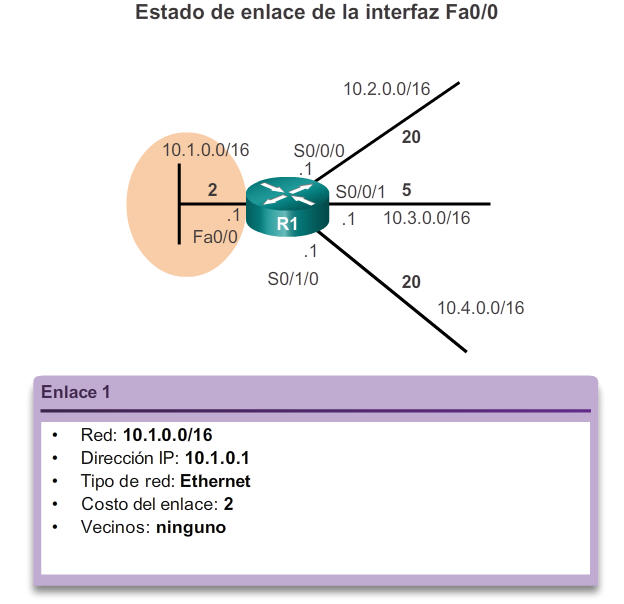 Estado de enlace de la interfaz Fa0/0
10.2.0.0/16
20
10.1.0.0/16
S0/0/0
.1
2
S0/0/1
5
.1
R1
.1
10.3.0.0/16
Fa0/0
.1
S0/1/0
20
10.4.0.0/16
Enlace 1
• Red: 10.1.0.0/16
• Dirección IP: 10.1.0.1
• Tipo de red: Ethernet
• Costo del enlace: 2
• Vecinos: ninguno